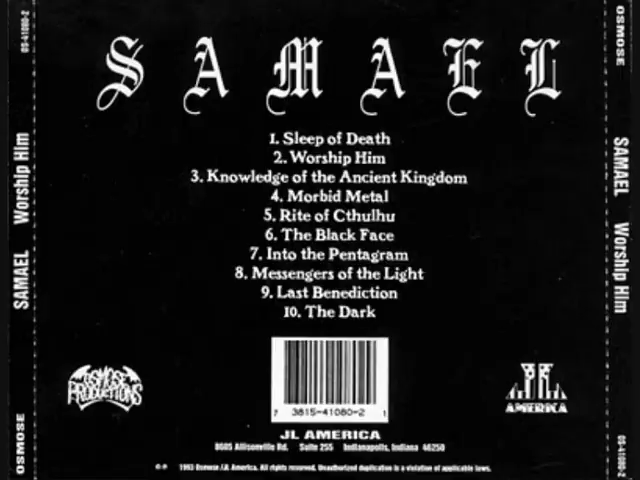 SAMAEL
1. Sleep of Death
2. Worship Him
3. Knowledge of the Ancient Kingdom
4. Morbid Metal
5. Rite of Cthulhu
6. The Black Face
7. Into the Pentagram
8. Messengers of the Light
9. Last Benediction
10. The Dark
OSMOSE PRODUCTIONS
JL AMERICA
7 3815-41080-2 1
JL AMERICA
8605 Allisonville Rd. Suite 255 Indianapolis, Indiana 46250
℗ © 1993 Osmose/J.L. America. All rights reserved. Unauthorized duplication is a violation of applicable laws.
OSMOSE SAMAEL Worship Him OS-41080-2
OSMOSE SAMAEL Worship Him OS-41080-2